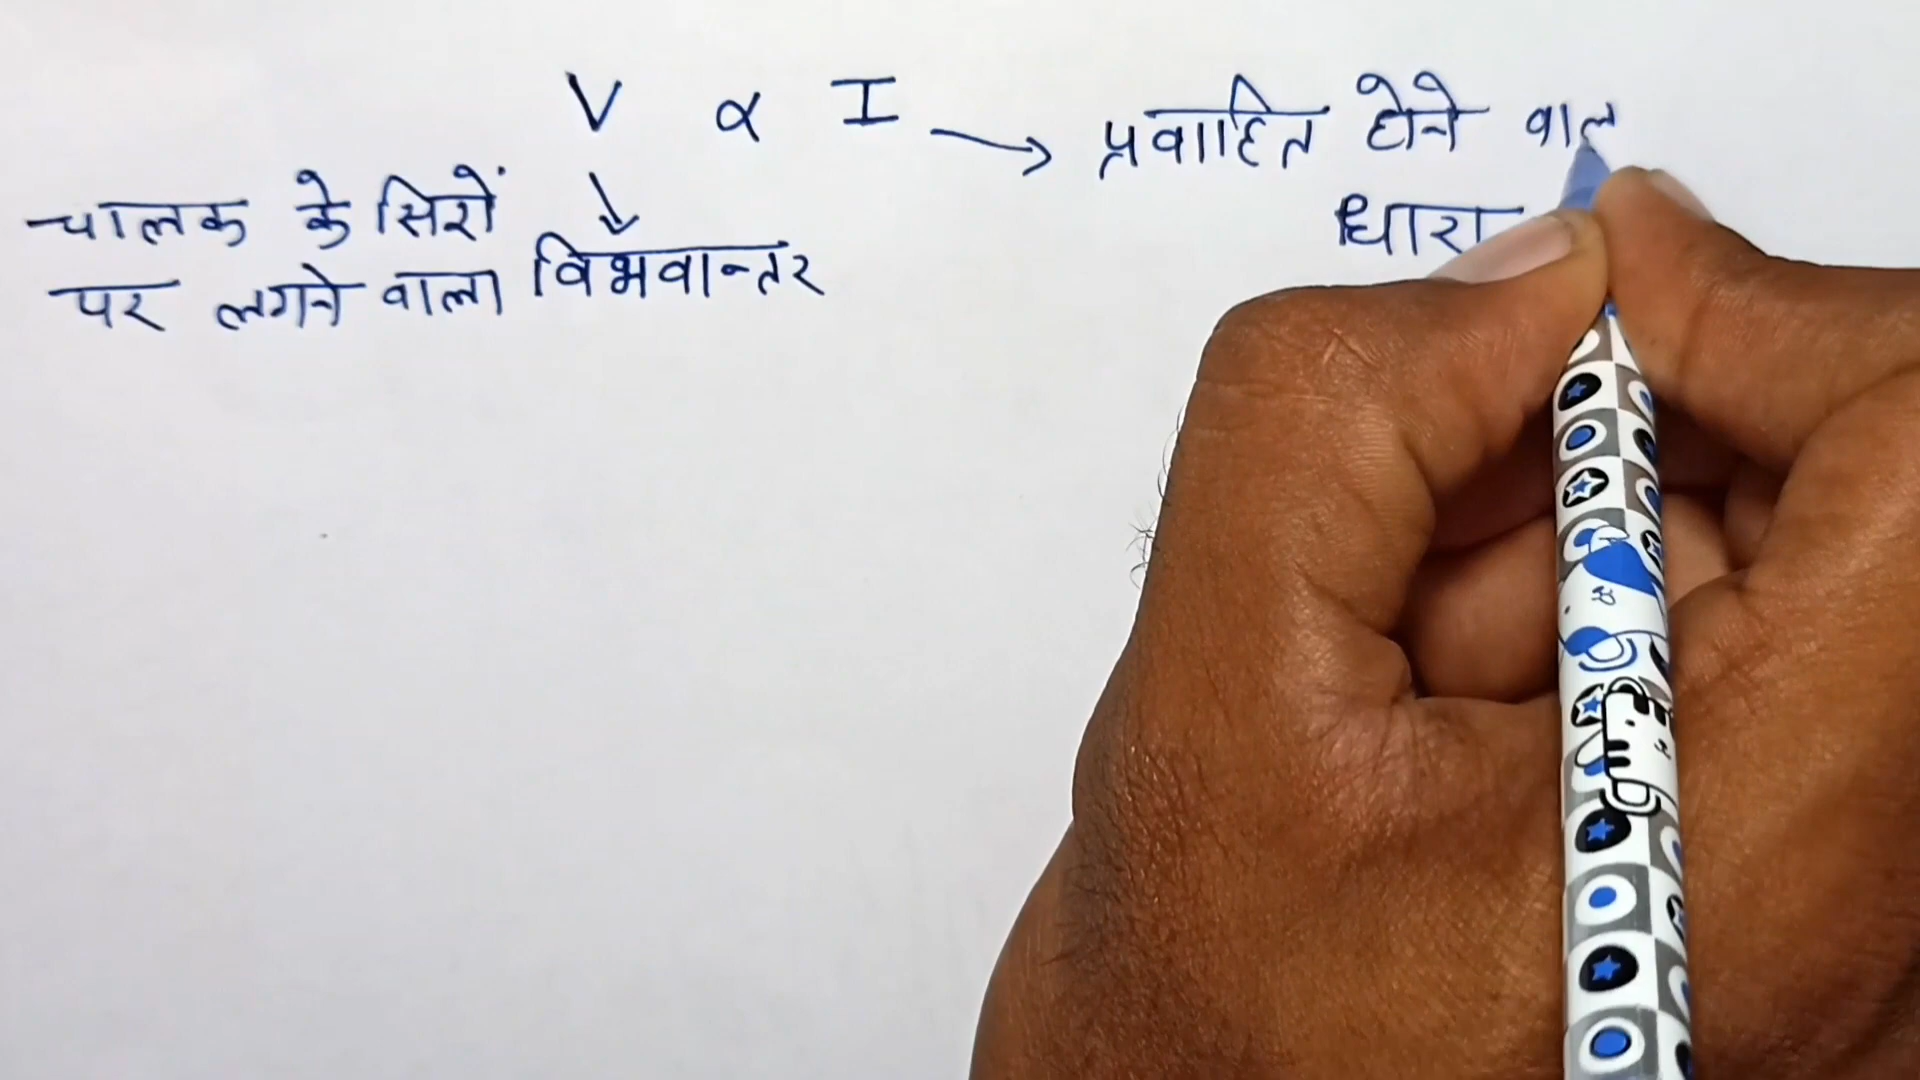 V ∝ I → प्रवाहित होने वाल
धारा
चालक के सिरों ↓
पर लगने वाला विभवान्तर